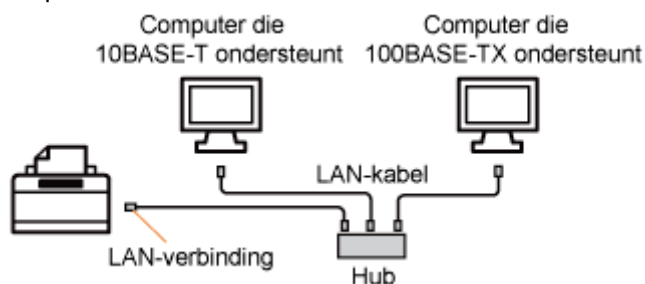 Computer die
10BASE-T ondersteunt
Computer die
100BASE-TX ondersteunt
LAN-kabel
LAN-verbinding
Hub